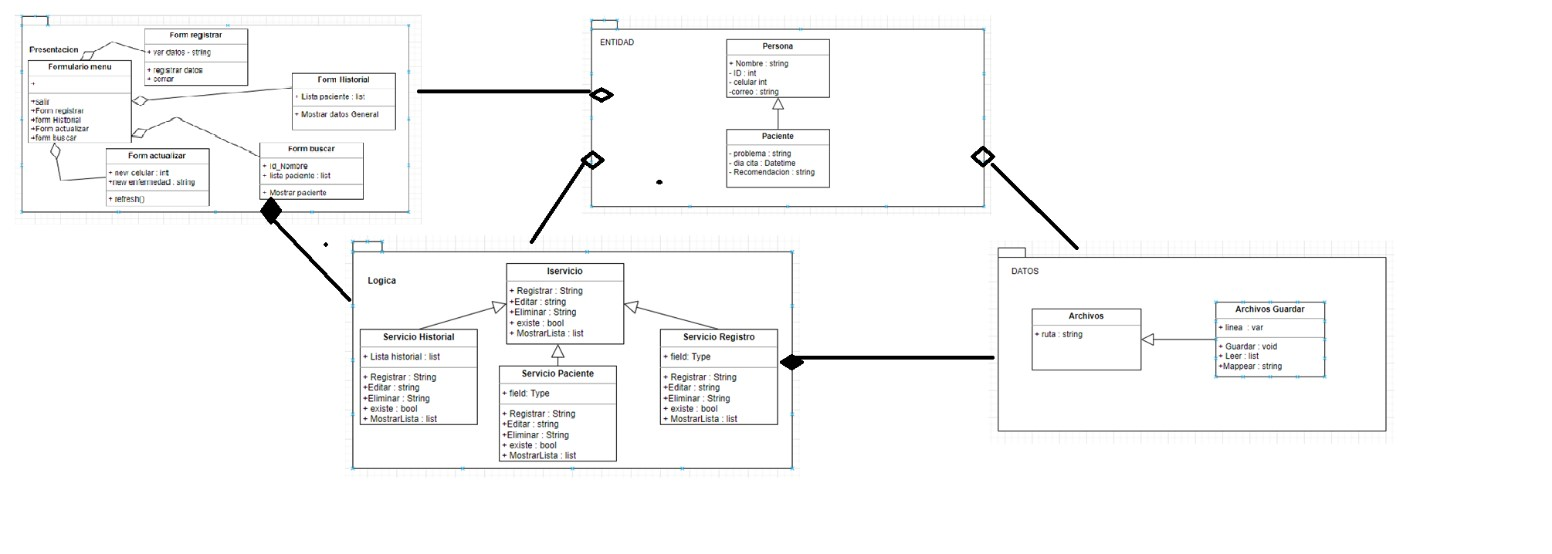 Presentacion
Form registrar
+ var datos - string
+ registrar datos
+ cerrar
Formulario menu
+
+salir
+Form registrar
+form Historial
+Form actualizar
+form buscar
Form Historial
+ Lista paciente : list
+ Mostrar datos General
Form buscar
+ id_Nombre
+ lista paciente : list
+ Mostrar paciente
Form actualizar
+ new celular : int
+new enfermedad : string
+ refresh()
ENTIDAD
Persona
+ Nombre : string
- ID : int
- celular int
-correo : string
Paciente
- problema : string
- dia cita : Datetime
- Recomendacion : string
Logica
Iservicio
+ Registrar : String
+Editar : string
+Eliminar : String
+ existe : bool
+ MostrarLista : list
Servicio Historial
+ Lista historial : list
+ Registrar : String
+Editar : string
+Eliminar : String
+ existe : bool
+ MostrarLista : list
Servicio Paciente
+ field: Type
+ Registrar : String
+Editar : string
+Eliminar : String
+ existe : bool
+ MostrarLista : list
Servicio Registro
+ field: Type
+ Registrar : String
+Editar : string
+Eliminar : String
+ existe : bool
+ MostrarLista : list
DATOS
Archivos
+ ruta : string
Archivos Guardar
+ linea : var
+ Guardar : void
+ Leer : list
+Mappear : string